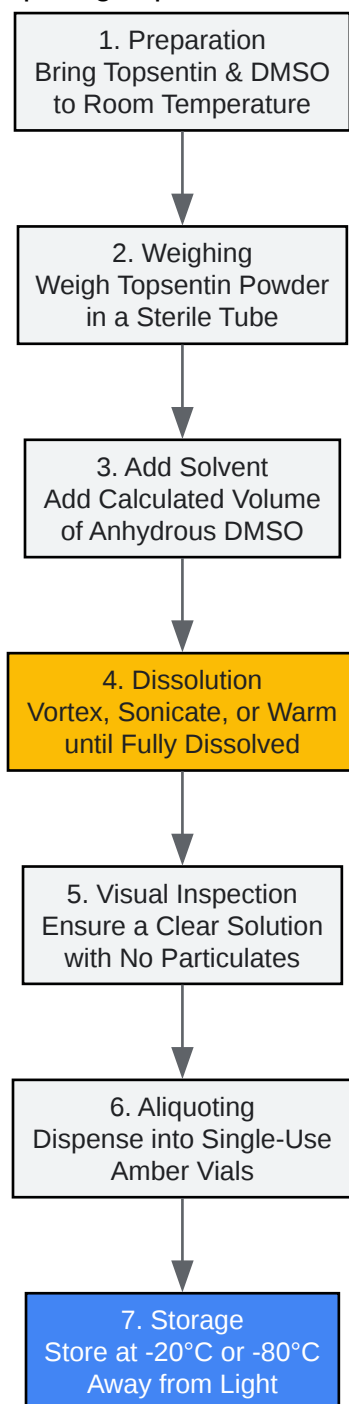 1. Preparation
Bring Topsentin & DMSO
to Room Temperature
2. Weighing
Weigh Topsentin Powder
in a Sterile Tube
3. Add Solvent
Add Calculated Volume
of Anhydrous DMSO
4. Dissolution
Vortex, Sonicate, or Warm
until Fully Dissolved
5. Visual Inspection
Ensure a Clear Solution
with No Particulates
6. Aliquoting
Dispense into Single-Use
Amber Vials
7. Storage
Store at -20°C or -80°C
Away from Light